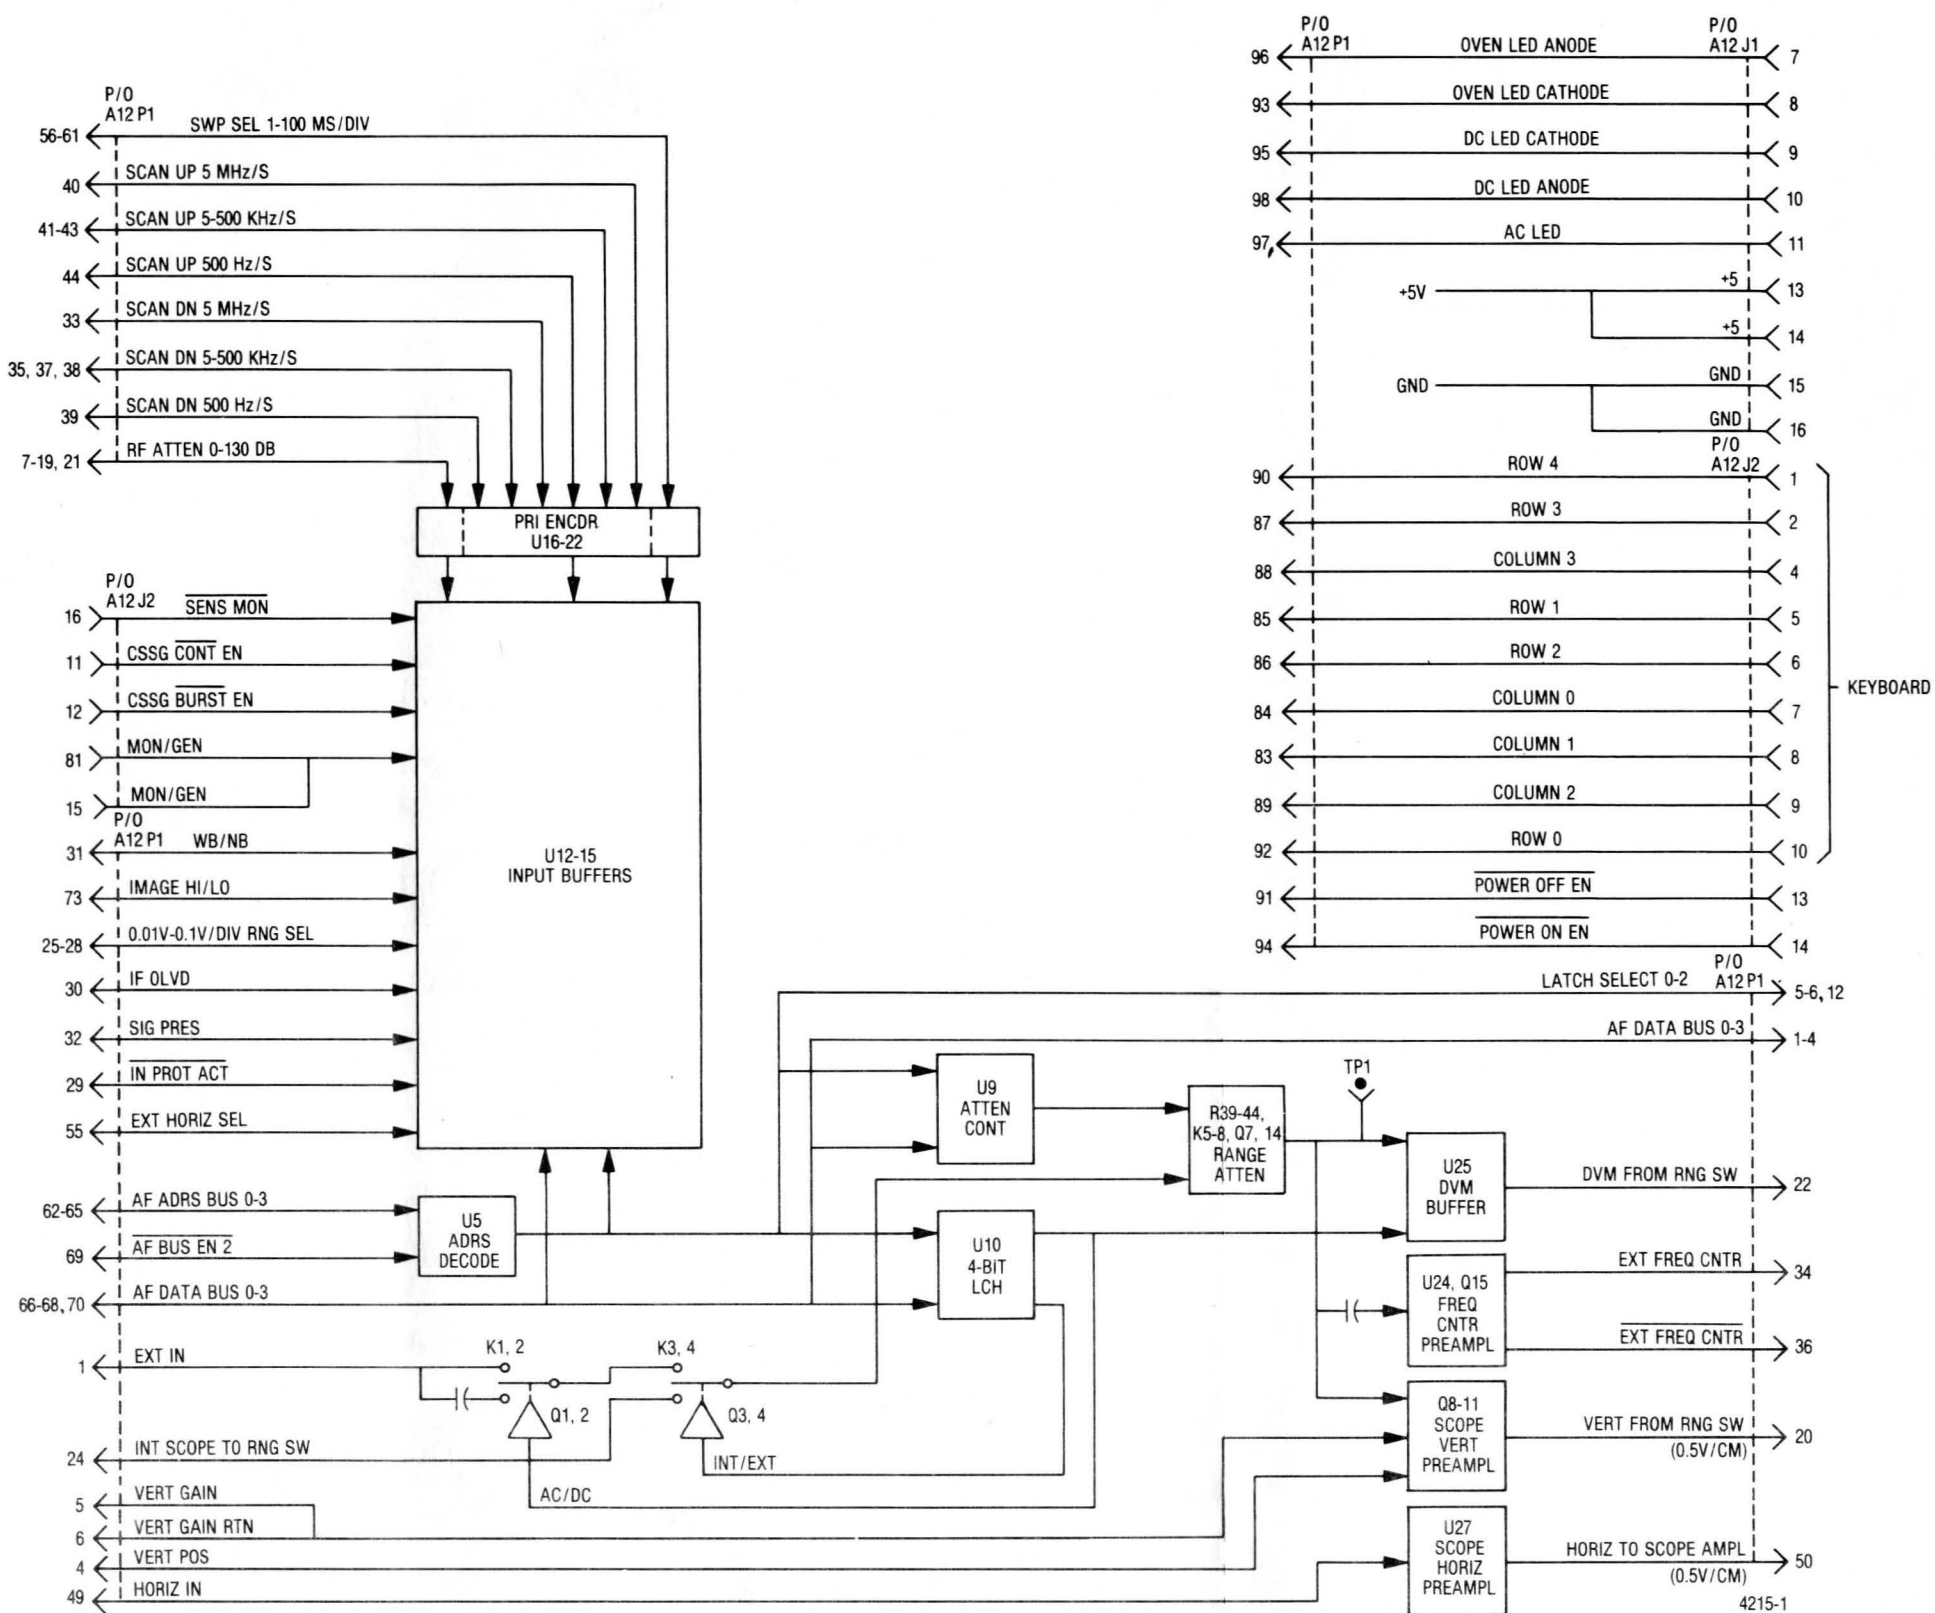 P/O
A12 P1
56-61 SWP SEL 1-100 MS/DIV
40 SCAN UP 5 MHz/S
41-43 SCAN UP 5-500 KHz/S
44 SCAN UP 500 Hz/S
33 SCAN DN 5 MHz/S
35, 37, 38 SCAN DN 5-500 KHz/S
39 SCAN DN 500 Hz/S
7-19, 21 RF ATTEN 0-130 DB
PRI ENCDR
U16-22
P/O
A12 J2
16 SENS MON
11 CSSG CONT EN
12 CSSG BURST EN
81 MON/GEN
15 MON/GEN
P/O
A12 P1
31 WB/NB
73 IMAGE HI/LO
25-28 0.01V-0.1V/DIV RNG SEL
30 IF OLVD
32 SIG PRES
29 IN PROT ACT
55 EXT HORIZ SEL
U12-15
INPUT BUFFERS
62-65 AF ADRS BUS 0-3
69 AF BUS EN 2
66-68, 70 AF DATA BUS 0-3
U5
ADRS
DECODE
1 EXT IN
K1, 2
K3, 4
Q1, 2
Q3, 4
24 INT SCOPE TO RNG SW
INT/EXT
AC/DC
5 VERT GAIN
6 VERT GAIN RTN
4 VERT POS
49 HORIZ IN
P/O
A12 P1
P/O
A12 J1
96 OVEN LED ANODE 7
93 OVEN LED CATHODE 8
95 DC LED CATHODE 9
98 DC LED ANODE 10
97 AC LED 11
+5V +5 13
+5 14
GND GND 15
GND 16
P/O
A12 J2
90 ROW 4 1
87 ROW 3 2
88 COLUMN 3 4
85 ROW 1 5
86 ROW 2 6
84 COLUMN 0 7
83 COLUMN 1 8
89 COLUMN 2 9
92 ROW 0 10
KEYBOARD
91 POWER OFF EN 13
94 POWER ON EN 14
P/O
A12 P1
LATCH SELECT 0-2 5-6, 12
AF DATA BUS 0-3 1-4
U9
ATTEN
CONT
U10
4-BIT
LCH
R39-44,
K5-8, Q7, 14
RANGE
ATTEN
TP1
U25
DVM
BUFFER
DVM FROM RNG SW 22
U24, Q15
FREQ
CNTR
PREAMPL
EXT FREQ CNTR 34
EXT FREQ CNTR 36
Q8-11
SCOPE
VERT
PREAMPL
VERT FROM RNG SW 20
(0.5V/CM)
U27
SCOPE
HORIZ
PREAMPL
HORIZ TO SCOPE AMPL 50
(0.5V/CM)
4215-1